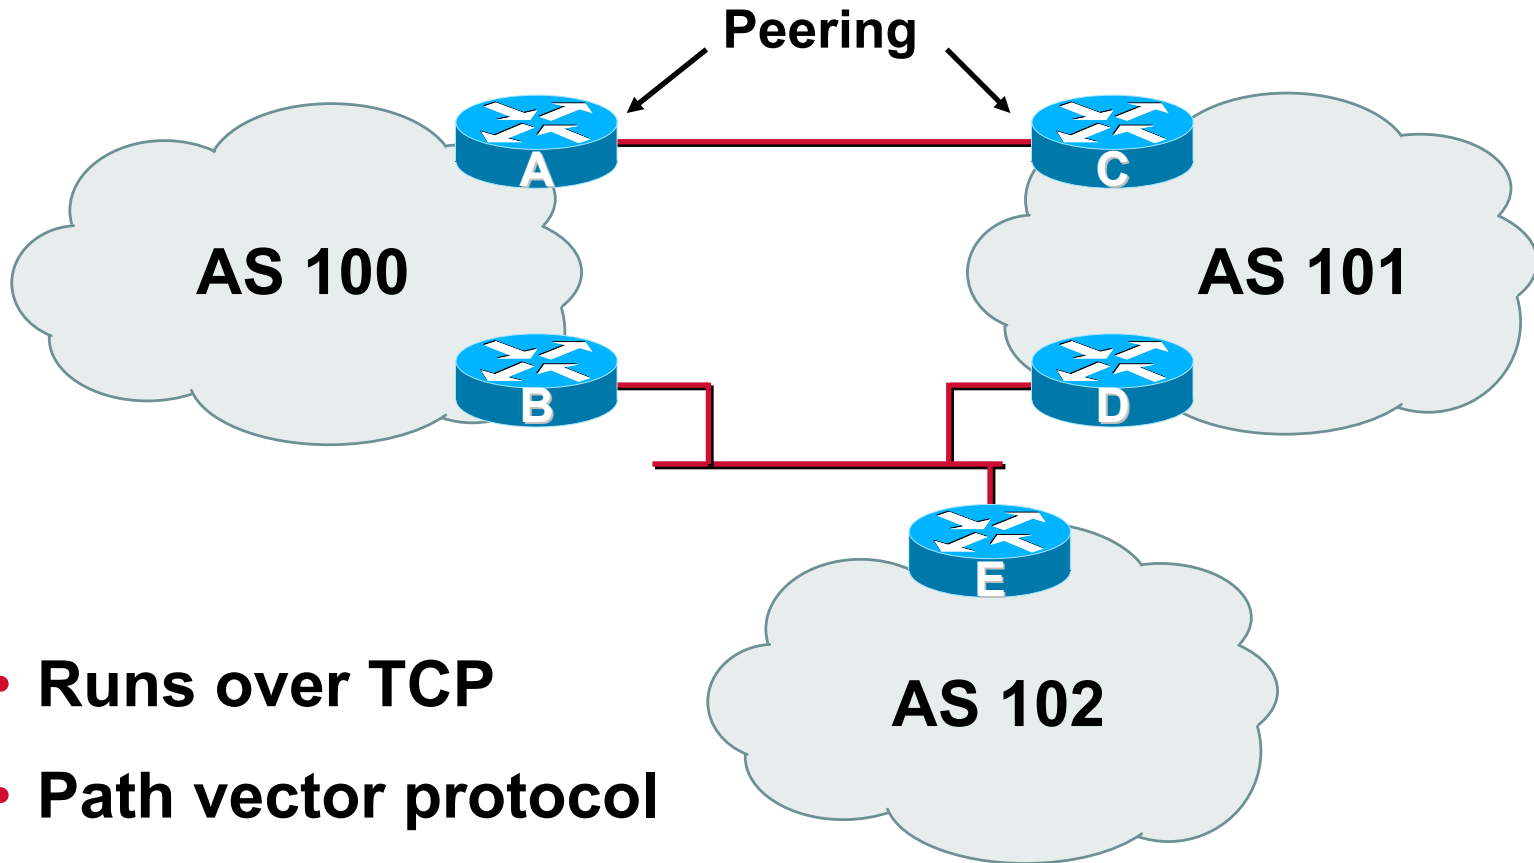 Peering
A
C
AS 100
AS 101
B
D
E
AS 102
• Runs over TCP
• Path vector protocol